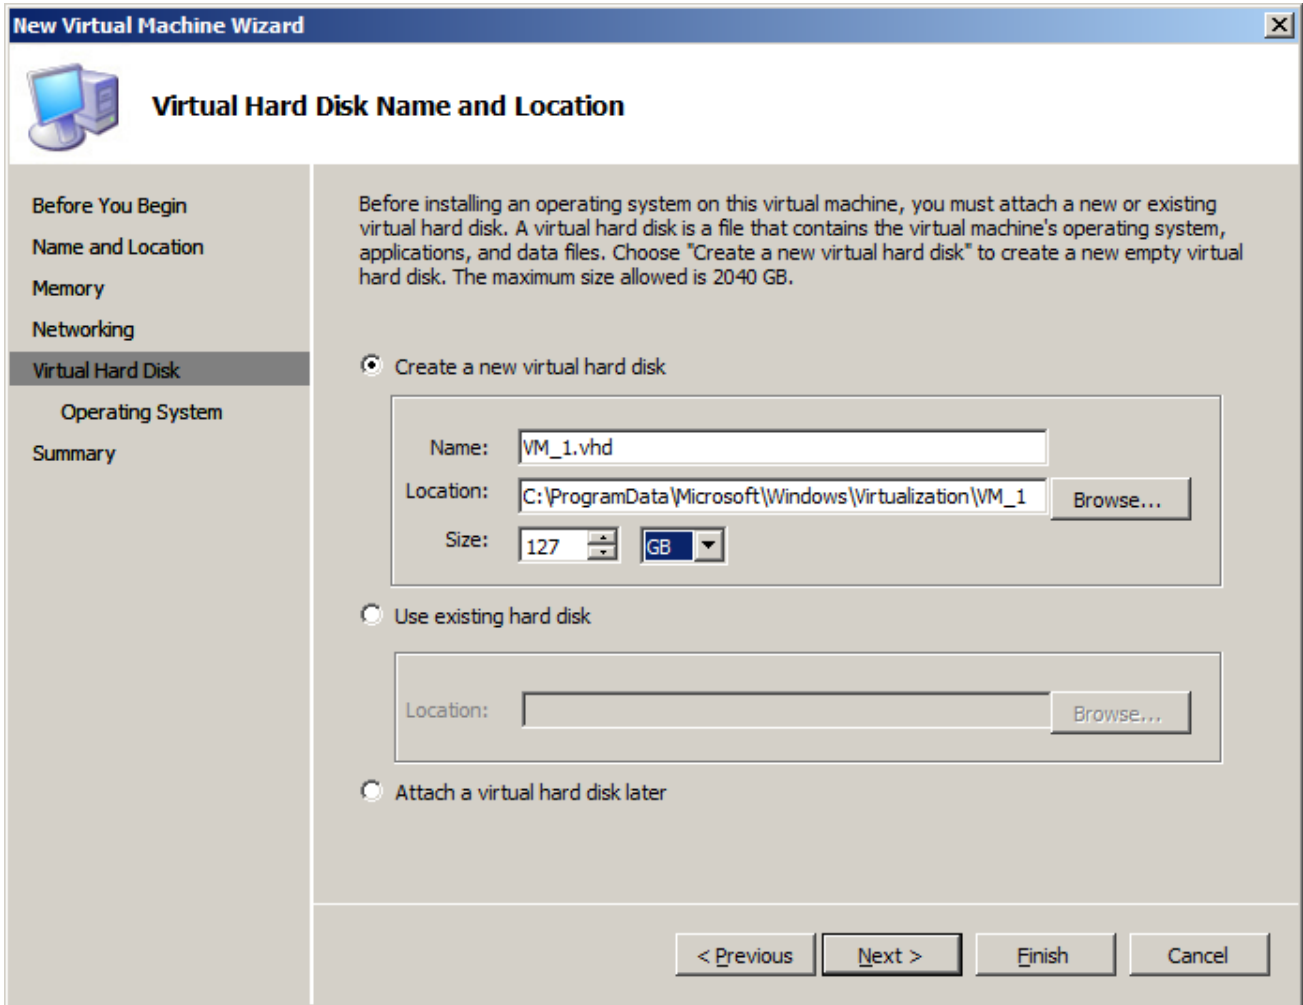 New Virtual Machine Wizard
Virtual Hard Disk Name and Location
Before You Begin
Name and Location
Memory
Networking
Virtual Hard Disk
Operating System
Summary
Before installing an operating system on this virtual machine, you must attach a new or existing
virtual hard disk. A virtual hard disk is a file that contains the virtual machine's operating system,
applications, and data files. Choose "Create a new virtual hard disk" to create a new empty virtual
hard disk. The maximum size allowed is 2040 GB.
Create a new virtual hard disk
Name: VM_1.vhd
Location: C:\ProgramData\Microsoft\Windows\Virtualization\VM_1 Browse...
Size: 127 GB
Use existing hard disk
Location: Browse...
Attach a virtual hard disk later
< Previous Next > Finish Cancel